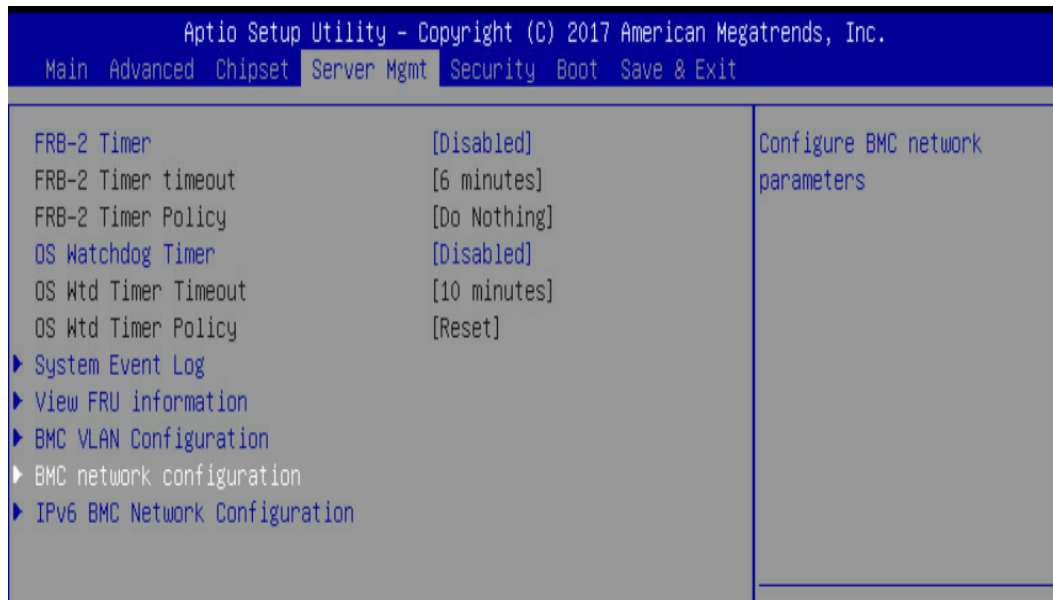 Aptio Setup Utility – Copyright (C) 2017 American Megatrends, Inc.
Main Advanced Chipset Server Mgmt Security Boot Save & Exit
FRB-2 Timer [Disabled] Configure BMC network
FRB-2 Timer timeout [6 minutes] parameters
FRB-2 Timer Policy [Do Nothing]
OS Watchdog Timer [Disabled]
OS Wtd Timer Timeout [10 minutes]
OS Wtd Timer Policy [Reset]
System Event Log
View FRU information
BMC VLAN Configuration
BMC network configuration
IPv6 BMC Network Configuration